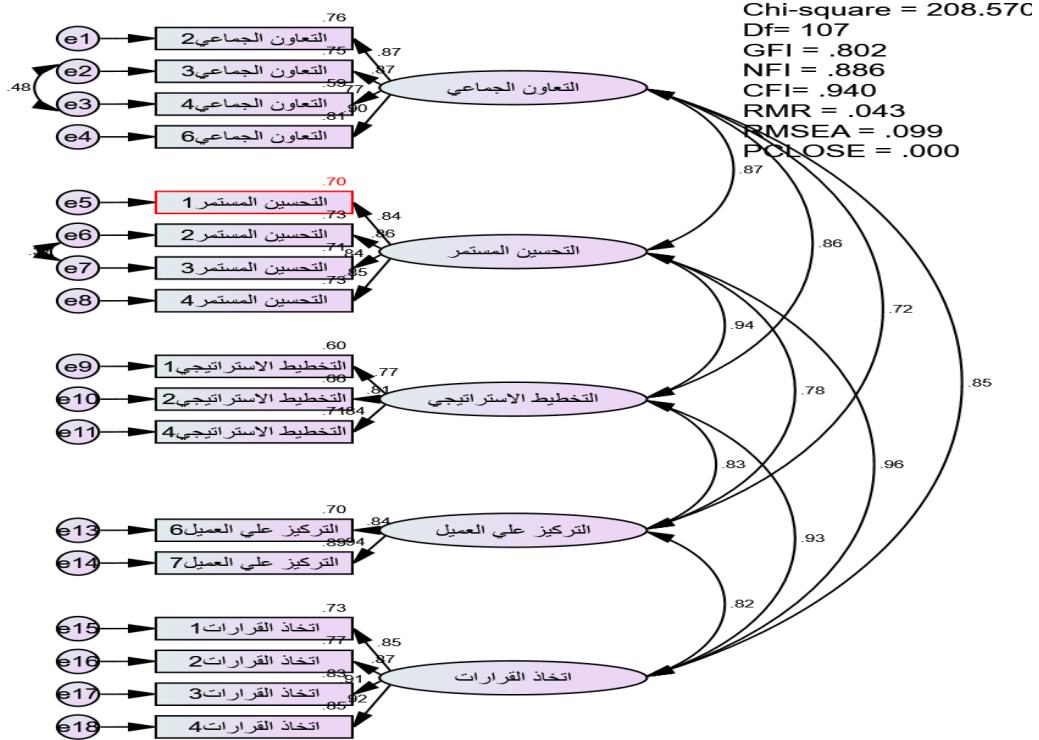 Chi-square = 208.570
Df= 107
GFI = .802
NFI = .886
CFI= .940
RMR = .043
RMSEA = .099
PCLOSE = .000
.76
e1
التعاون الجماعي2
.87
.75
e2
التعاون الجماعي3
.87
.59
.48
e3
التعاون الجماعي4
.77
.90
.81
e4
التعاون الجماعي6
التعاون الجماعي
.87
.70
e5
التحسين المستمر1
.84
.73
e6
التحسين المستمر2
.86
.71
e7
التحسين المستمر3
.84
.85
.73
e8
التحسين المستمر4
التحسين المستمر
.86
.72
.94
.78
.85
.60
e9
التخطيط الاستراتيجي1
.77
.66
e10
التخطيط الاستراتيجي2
.81
.71
.84
e11
التخطيط الاستراتيجي4
التخطيط الاستراتيجي
.83
.96
.93
.70
e13
التركيز علي العميل6
.84
.89
.94
e14
التركيز علي العميل7
التركيز علي العميل
.82
.73
e15
اتخاذ القرارات1
.85
.77
e16
اتخاذ القرارات2
.87
.83
e17
اتخاذ القرارات3
.91
.92
.85
e18
اتخاذ القرارات4
اتخاذ القرارات